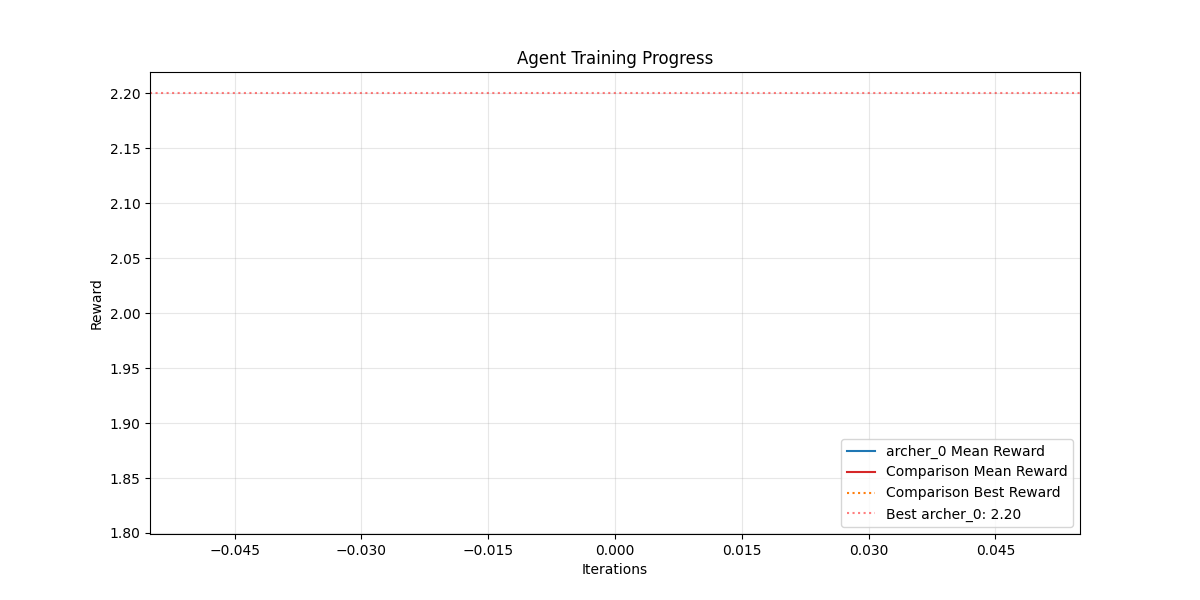 Agent Training Progress
2.20
2.15
2.10
2.05
2.00
1.95
1.90
1.85
1.80
Reward
archer_0 Mean Reward
Comparison Mean Reward
Comparison Best Reward
Best archer_0: 2.20
−0.045 −0.030 −0.015 0.000 0.015 0.030 0.045
Iterations